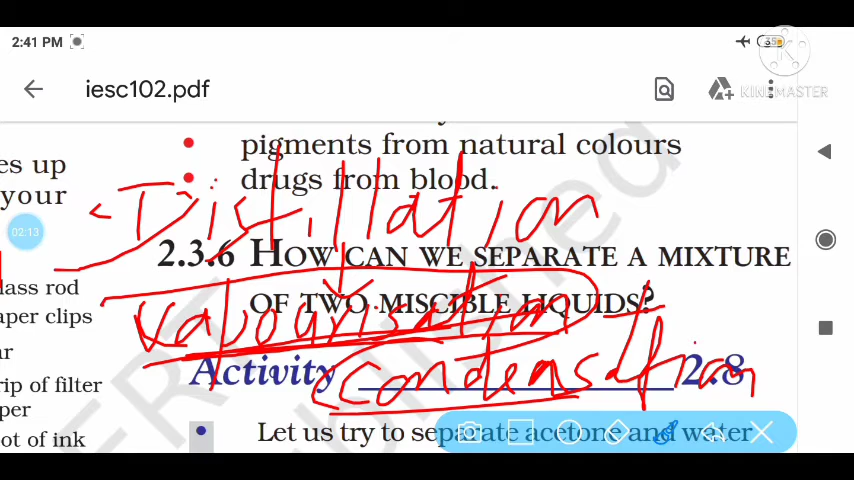 2:41 PM
35
KINEMASTER
iesc102.pdf
pigments from natural colours
drugs from blood.
es up
your
Distillation
02:13
2.3.6 HOW CAN WE SEPARATE A MIXTURE
OF TWO MISCIBLE LIQUIDS?
vabourisation +
lass rod
aper clips
ar
Activity 2.8
condensation
rip of filter
per
ot of ink
Let us try to separate acetone and water